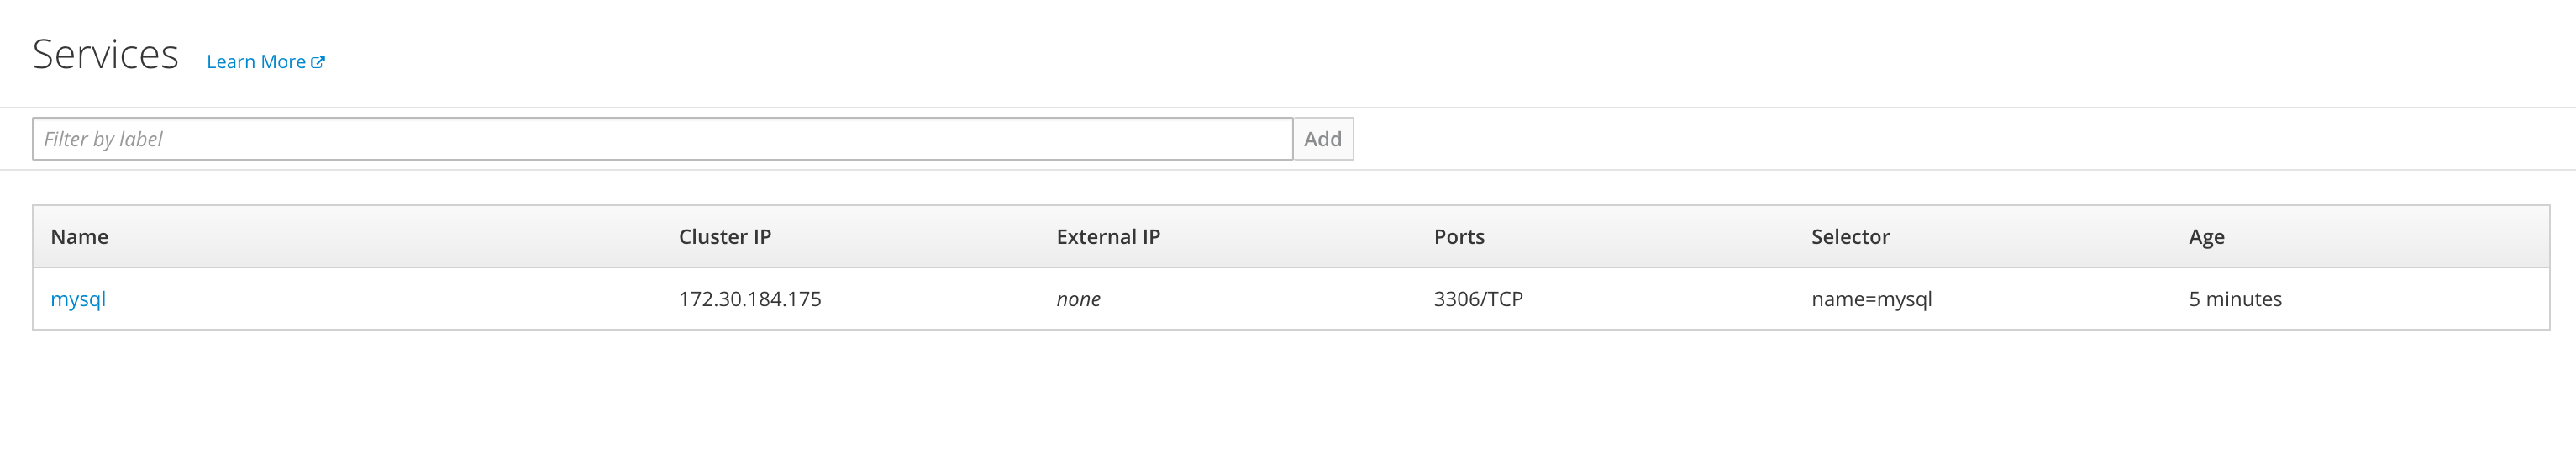 Services Learn More
Filter by label Add
Name Cluster IP External IP Ports Selector Age
mysql 172.30.184.175 none 3306/TCP name=mysql 5 minutes